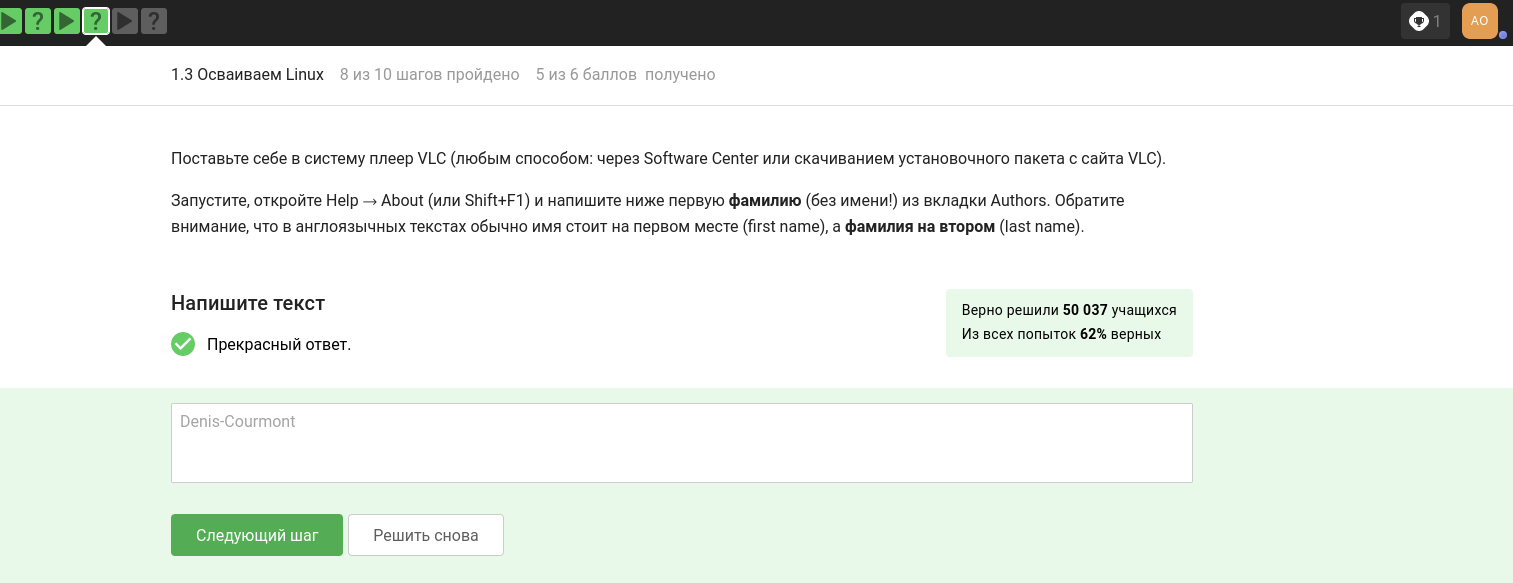 ? ? ? 1 AO
1.3 Осваиваем Linux 8 из 10 шагов пройдено 5 из 6 баллов получено
Поставьте себе в систему плеер VLC (любым способом: через Software Center или скачиванием установочного пакета с сайта VLC).
Запустите, откройте Help → About (или Shift+F1) и напишите ниже первую фамилию (без имени!) из вкладки Authors. Обратите
внимание, что в англоязычных текстах обычно имя стоит на первом месте (first name), а фамилия на втором (last name).
Напишите текст
Верно решили 50 037 учащихся
Из всех попыток 62% верных
Прекрасный ответ.
Denis-Courmont
Следующий шаг Решить снова